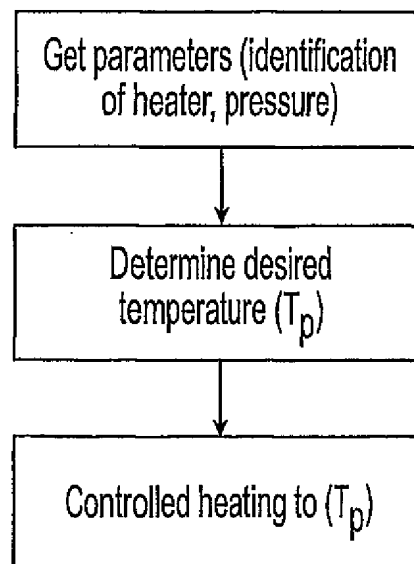 Get parameters (identification
of heater, pressure)
Determine desired
temperature (Tp)
Controlled heating to (Tp)